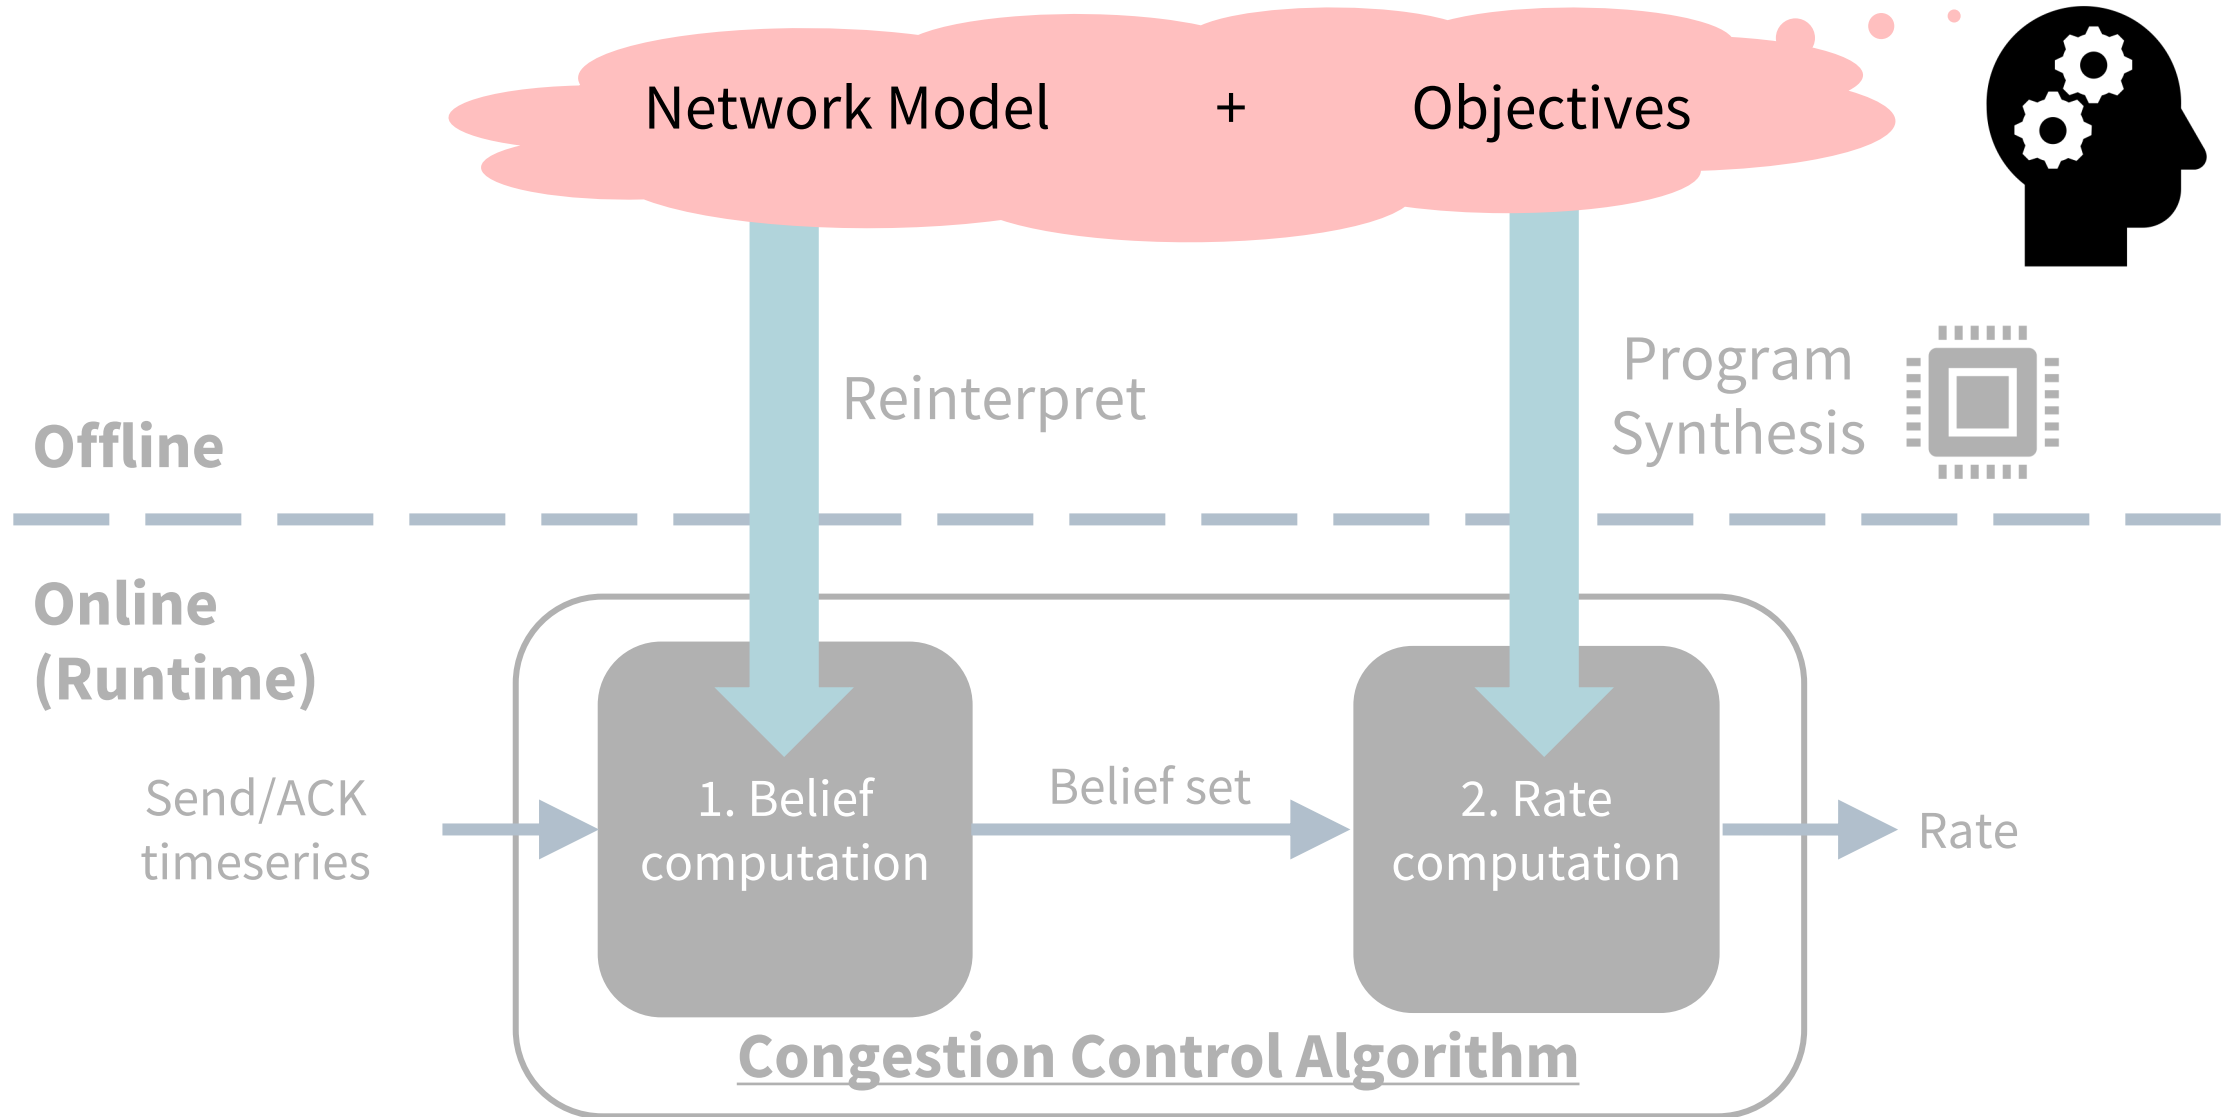 Network Model + Objectives
Reinterpret
Program
Synthesis
Offline
Online
(Runtime)
Send/ACK
timeseries
1. Belief
computation
Belief set
2. Rate
computation
Rate
Congestion Control Algorithm